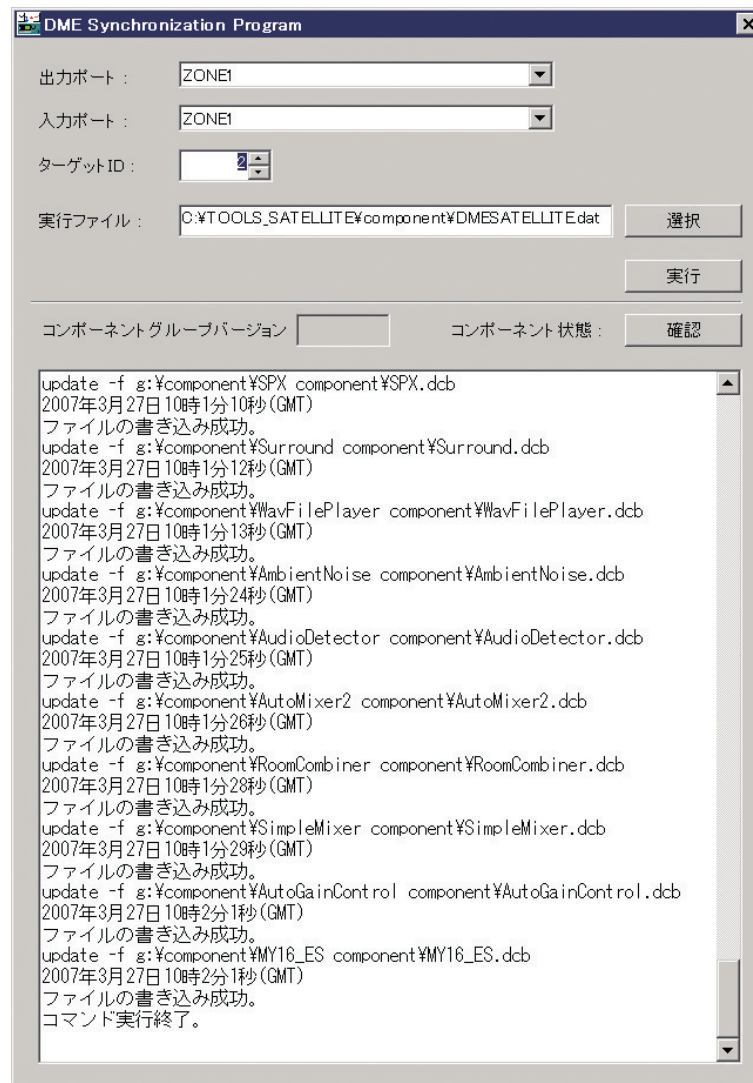 DME Synchronization Program
出力ポート： ZONE1
入力ポート： ZONE1
ターゲットID： 2
実行ファイル： C:¥TOOLS_SATELLITE¥component¥DMESATELLITE.dat 選択
実行
コンポーネントグループバージョン コンポーネント状態： 確認
update -f g:¥component¥SPX component¥SPX.dcb
2007年3月27日10時1分10秒(GMT)
ファイルの書き込み成功。
update -f g:¥component¥Surround component¥Surround.dcb
2007年3月27日10時1分12秒(GMT)
ファイルの書き込み成功。
update -f g:¥component¥WavFilePlayer component¥WavFilePlayer.dcb
2007年3月27日10時1分13秒(GMT)
ファイルの書き込み成功。
update -f g:¥component¥AmbientNoise component¥AmbientNoise.dcb
2007年3月27日10時1分24秒(GMT)
ファイルの書き込み成功。
update -f g:¥component¥AudioDetector component¥AudioDetector.dcb
2007年3月27日10時1分25秒(GMT)
ファイルの書き込み成功。
update -f g:¥component¥AutoMixer2 component¥AutoMixer2.dcb
2007年3月27日10時1分26秒(GMT)
ファイルの書き込み成功。
update -f g:¥component¥RoomCombiner component¥RoomCombiner.dcb
2007年3月27日10時1分28秒(GMT)
ファイルの書き込み成功。
update -f g:¥component¥SimpleMixer component¥SimpleMixer.dcb
2007年3月27日10時1分29秒(GMT)
ファイルの書き込み成功。
update -f g:¥component¥AutoGainControl component¥AutoGainControl.dcb
2007年3月27日10時2分1秒(GMT)
ファイルの書き込み成功。
update -f g:¥component¥MY16_ES component¥MY16_ES.dcb
2007年3月27日10時2分1秒(GMT)
ファイルの書き込み成功。
コマンド実行終了。